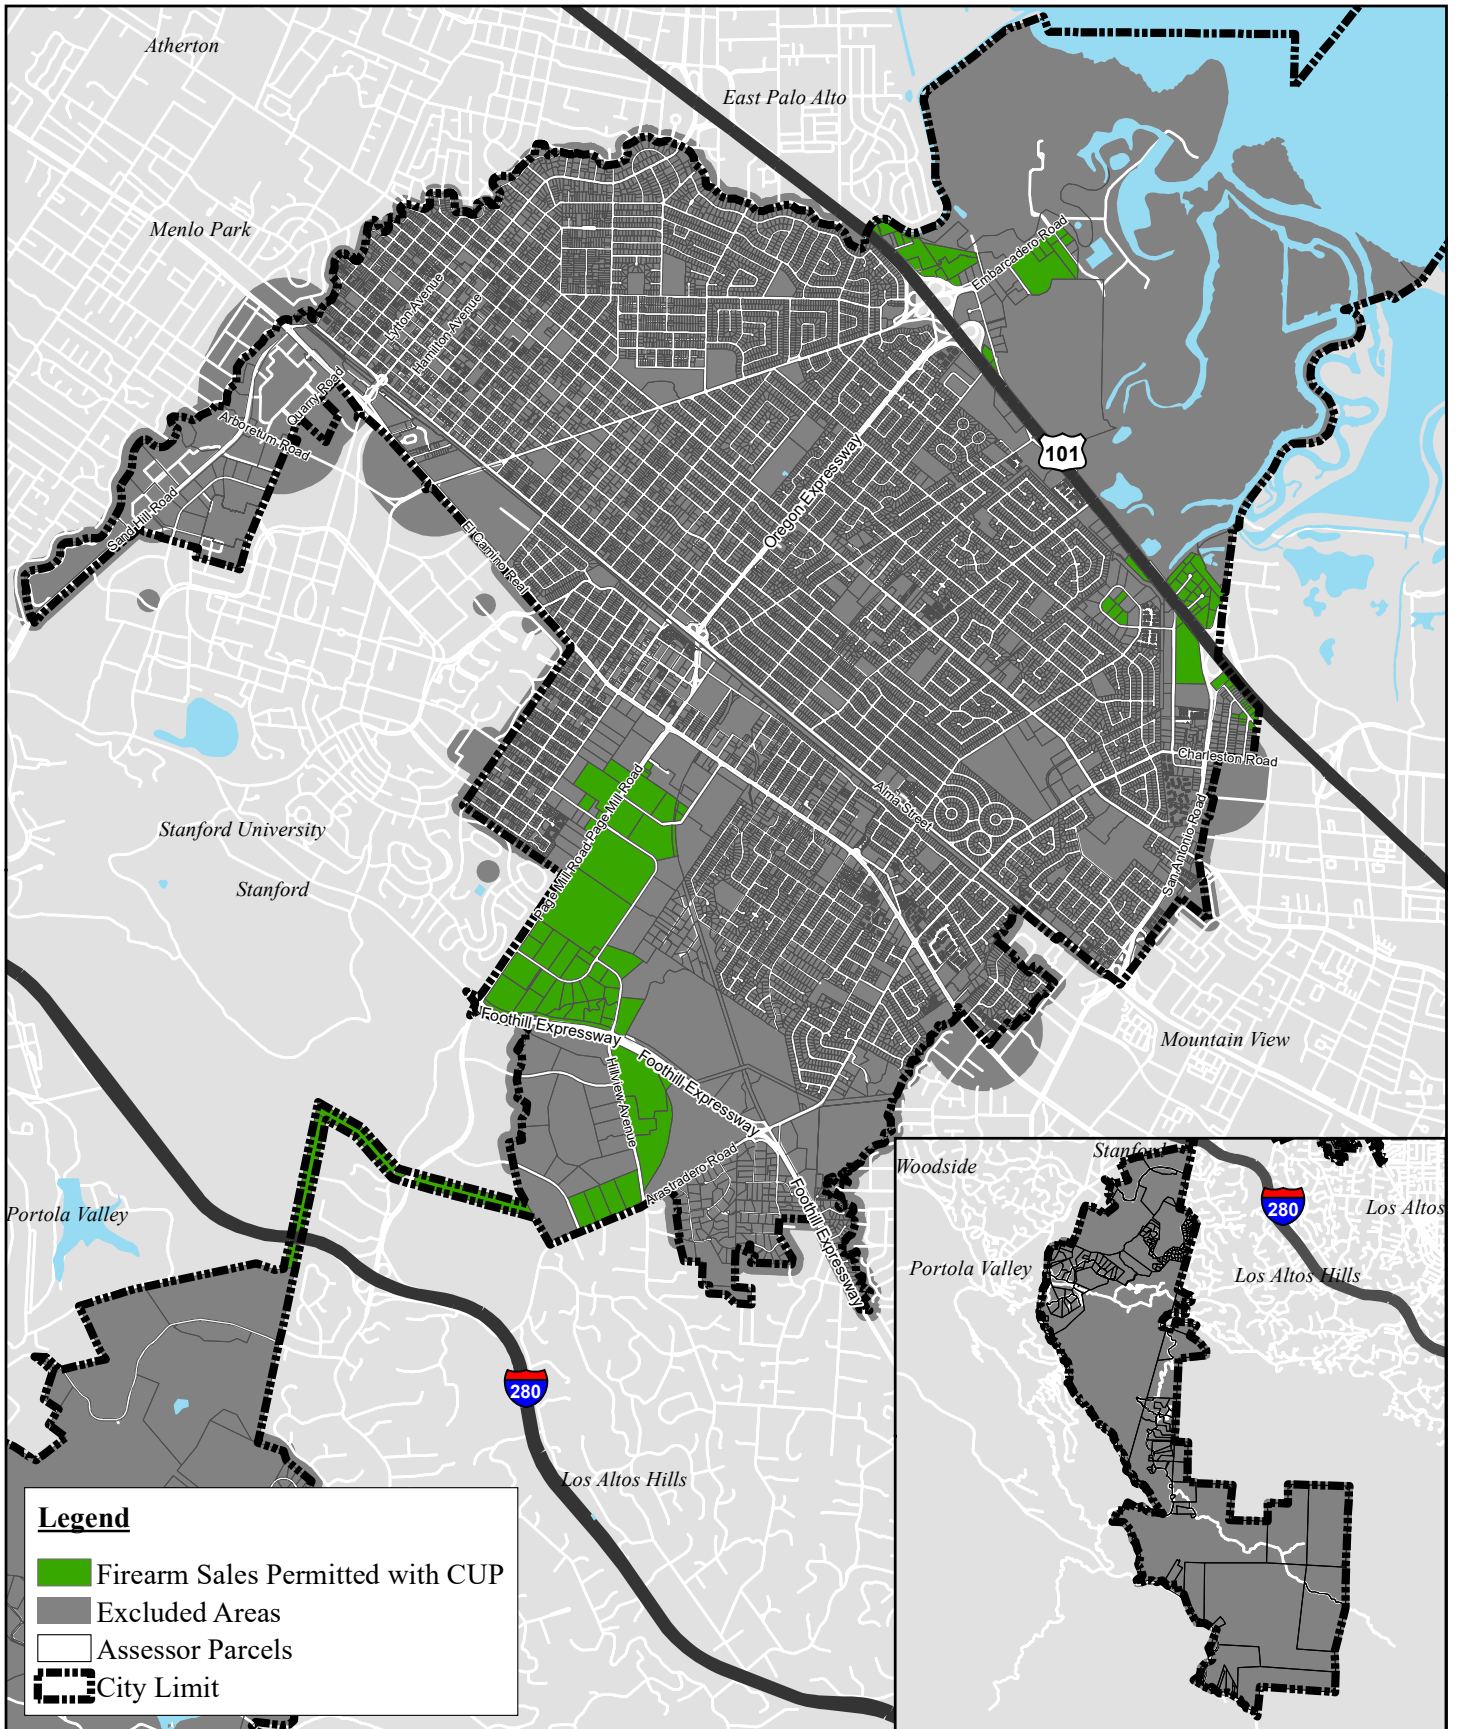 Atherton
East Palo Alto
Menlo Park
Embarcadero Road
Lytton Avenue
Hamilton Avenue
Quarry Road
Arboretum Road
Sand Hill Road
El Camino Real
Oregon Expressway
101
Charleston Road
Alma Street
San Antonio Road
Page Mill Road
Page Mill Road
Stanford University
Stanford
Foothill Expressway
Foothill Expressway
Hillview Avenue
Arastradero Road
Foothill Expressway
Mountain View
Portola Valley
280
Los Altos Hills
Woodside
Stanford
280
Los Altos
Portola Valley
Los Altos Hills
Legend
Firearm Sales Permitted with CUP
Excluded Areas
Assessor Parcels
City Limit